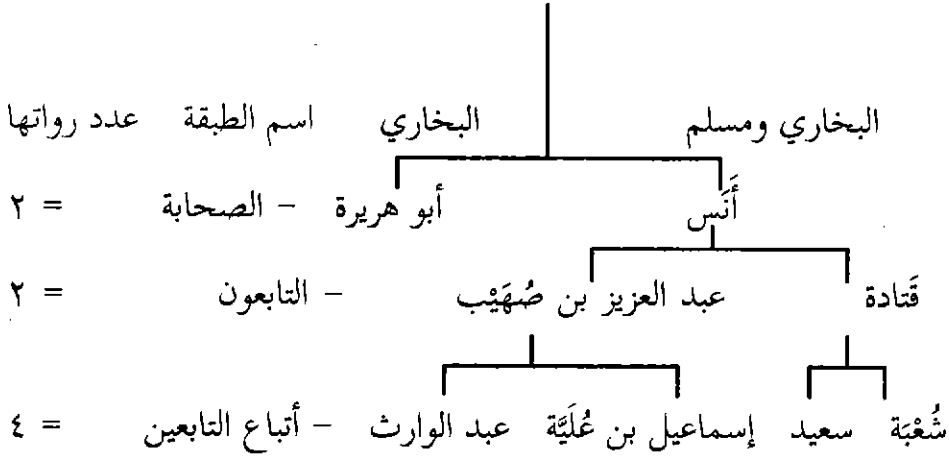 البخاري ومسلم البخاري اسم الطبقة عدد رواتها
أَنَس أبو هريرة – الصحابة = ٢
قَتادة عبد العزيز بن صُهَيْب – التابعون = ٢
شُعْبَة سعيد إسماعيل بن عُلَيَّة عبد الوارث – أتباع التابعين = ٤